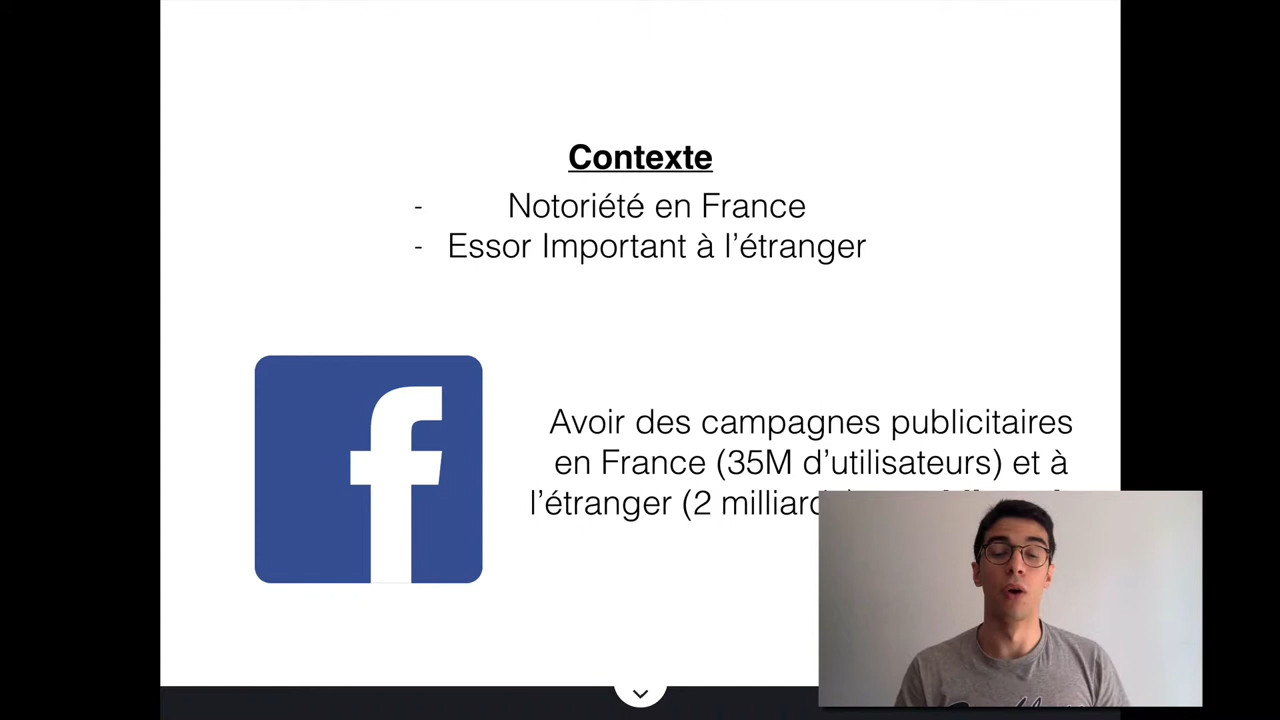 Contexte
- Notoriété en France
- Essor Important à l’étranger
Avoir des campagnes publicitaires
en France (35M d’utilisateurs) et à
l’étranger (2 milliard